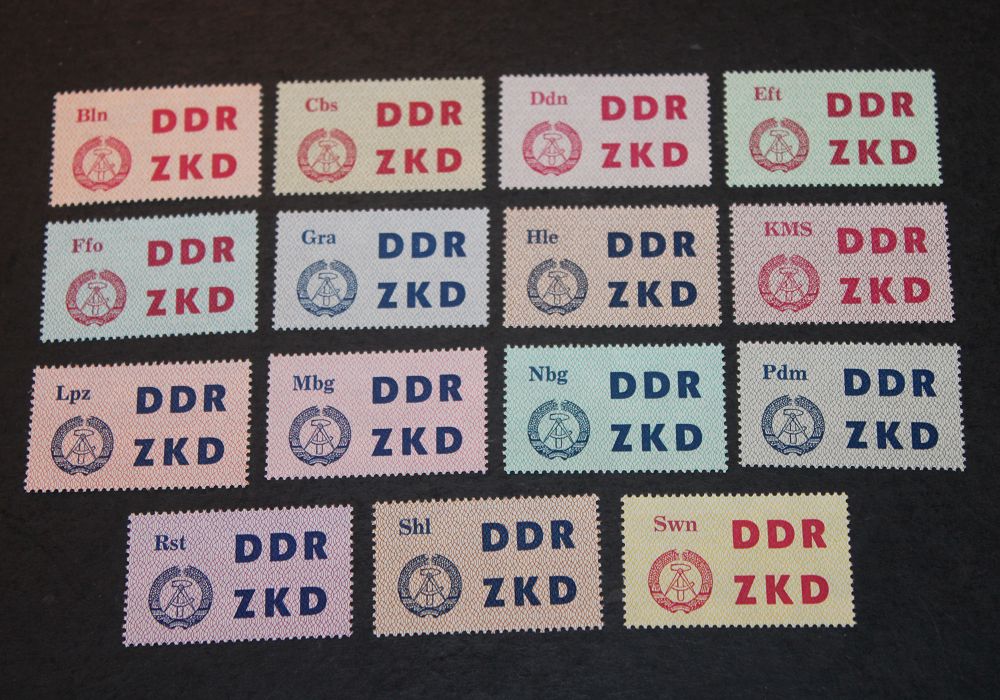 Bln
DDR
ZKD
Cbs
DDR
ZKD
Ddn
DDR
ZKD
Eft
DDR
ZKD
Ffo
DDR
ZKD
Gra
DDR
ZKD
Hle
DDR
ZKD
KMS
DDR
ZKD
Lpz
DDR
ZKD
Mbg
DDR
ZKD
Nbg
DDR
ZKD
Pdm
DDR
ZKD
Rst
DDR
ZKD
Shl
DDR
ZKD
Swn
DDR
ZKD